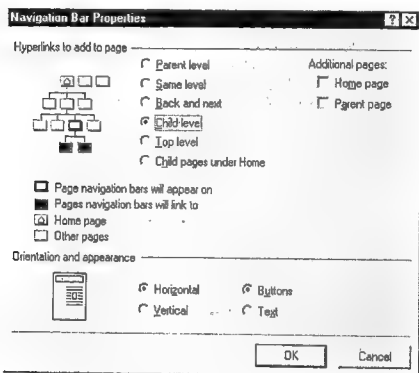 Navigation Bar Properties
Hyperlinks to add to page
Parent level
Same level
Back and next
Child level
Top level
Child pages under Home
Additional pages:
Home page
Parent page
Page navigation bars will appear on
Pages navigation bars will link to
Home page
Other pages
Orientation and appearance
Horizontal
Vertical
Buttons
Text
OK
Cancel